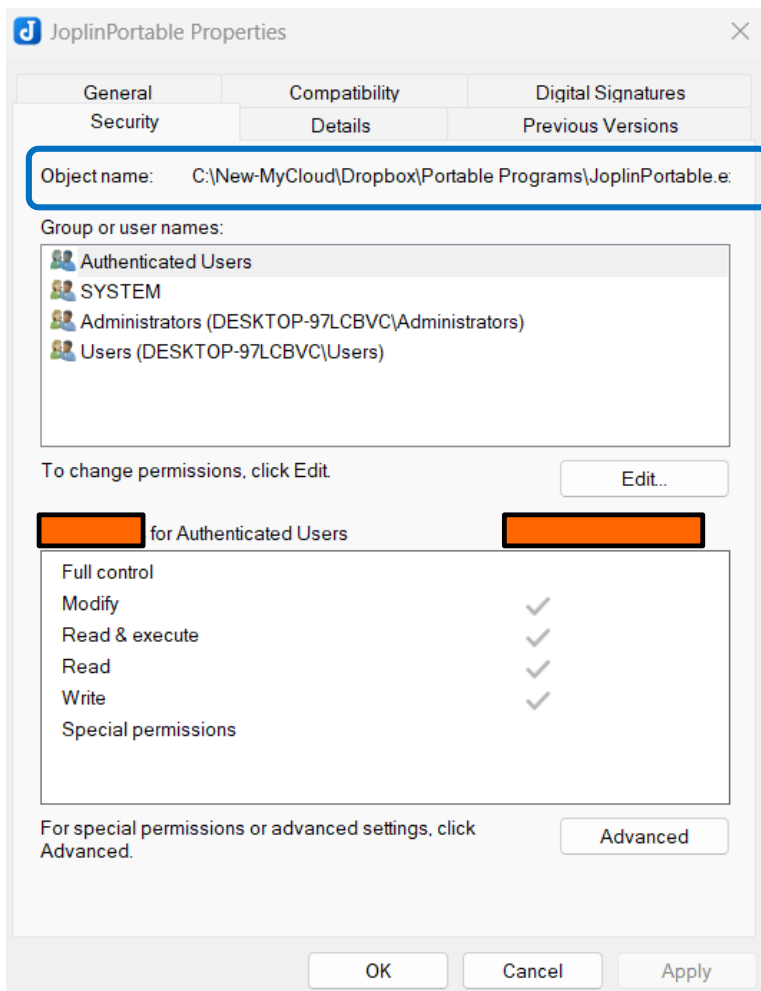 JoplinPortable Properties
General Compatibility Digital Signatures
Security Details Previous Versions
Object name: C:\New-MyCloud\Dropbox\Portable Programs\JoplinPortable.e
Group or user names:
Authenticated Users
SYSTEM
Administrators (DESKTOP-97LCBVC\Administrators)
Users (DESKTOP-97LCBVC\Users)
To change permissions, click Edit.
Edit...
for Authenticated Users
Full control
Modify
Read & execute
Read
Write
Special permissions
For special permissions or advanced settings, click
Advanced.
Advanced
OK Cancel Apply